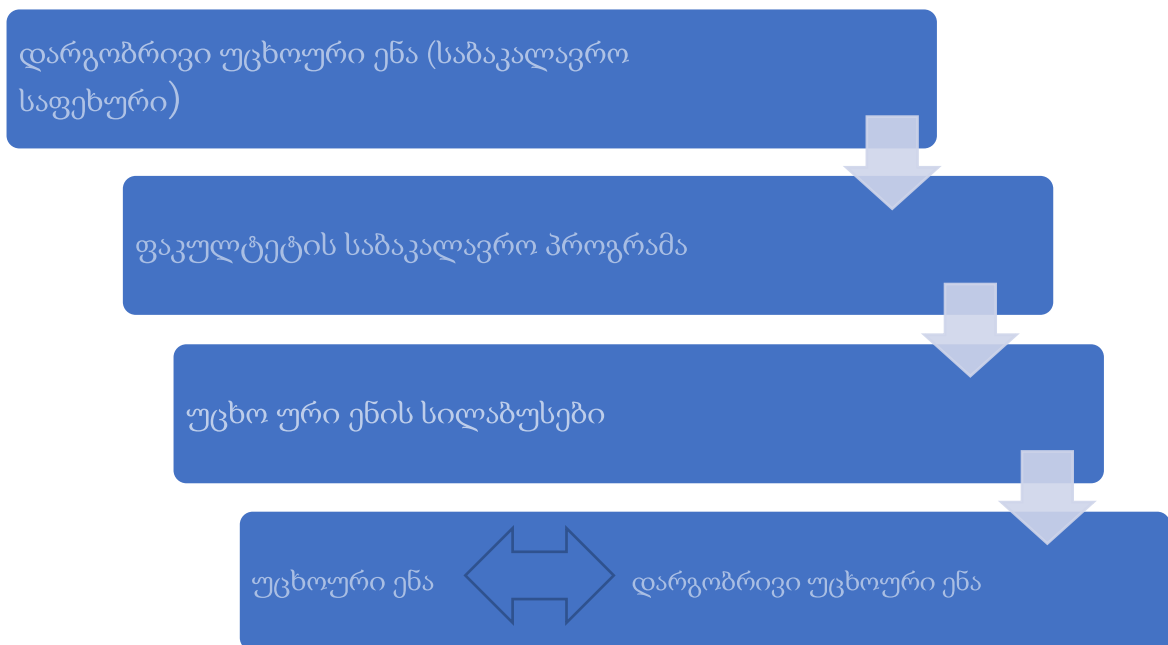 დარგობრივი უცხოური ენა (საბაკალავრო
საფეხური)
ფაკულტეტის საბაკალავრო პროგრამა
უცხო ური ენის სილაბუსები
უცხოური ენა დარგობრივი უცხოური ენა